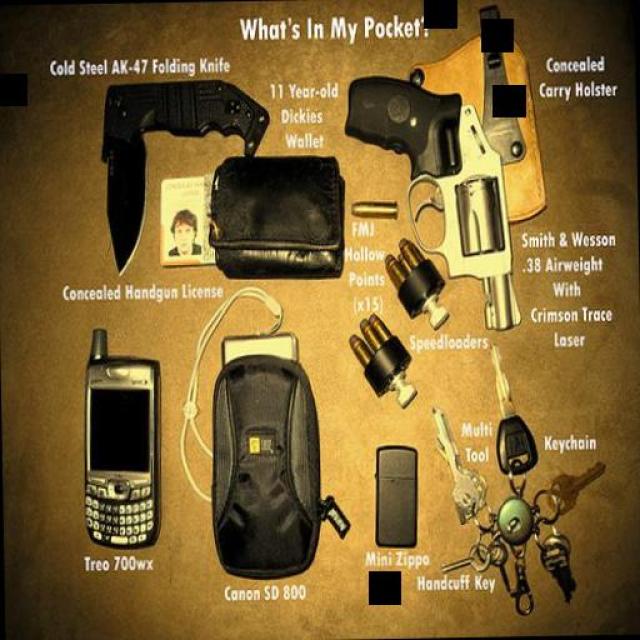 What's In My Pocket?
Cold Steel AK-47 Folding Knife
11 Year-old
Dickies
Wallet
Concealed
Carry Holster
FMJ
Hollow
Points
(x15)
Smith & Wesson
.38 Airweight
With
Crimson Trace
Laser
Concealed Handgun License
Speedloaders
Multi
Tool
Keychain
Treo 700wx
Canon SD 800
Mini Zippo
Handcuff Key